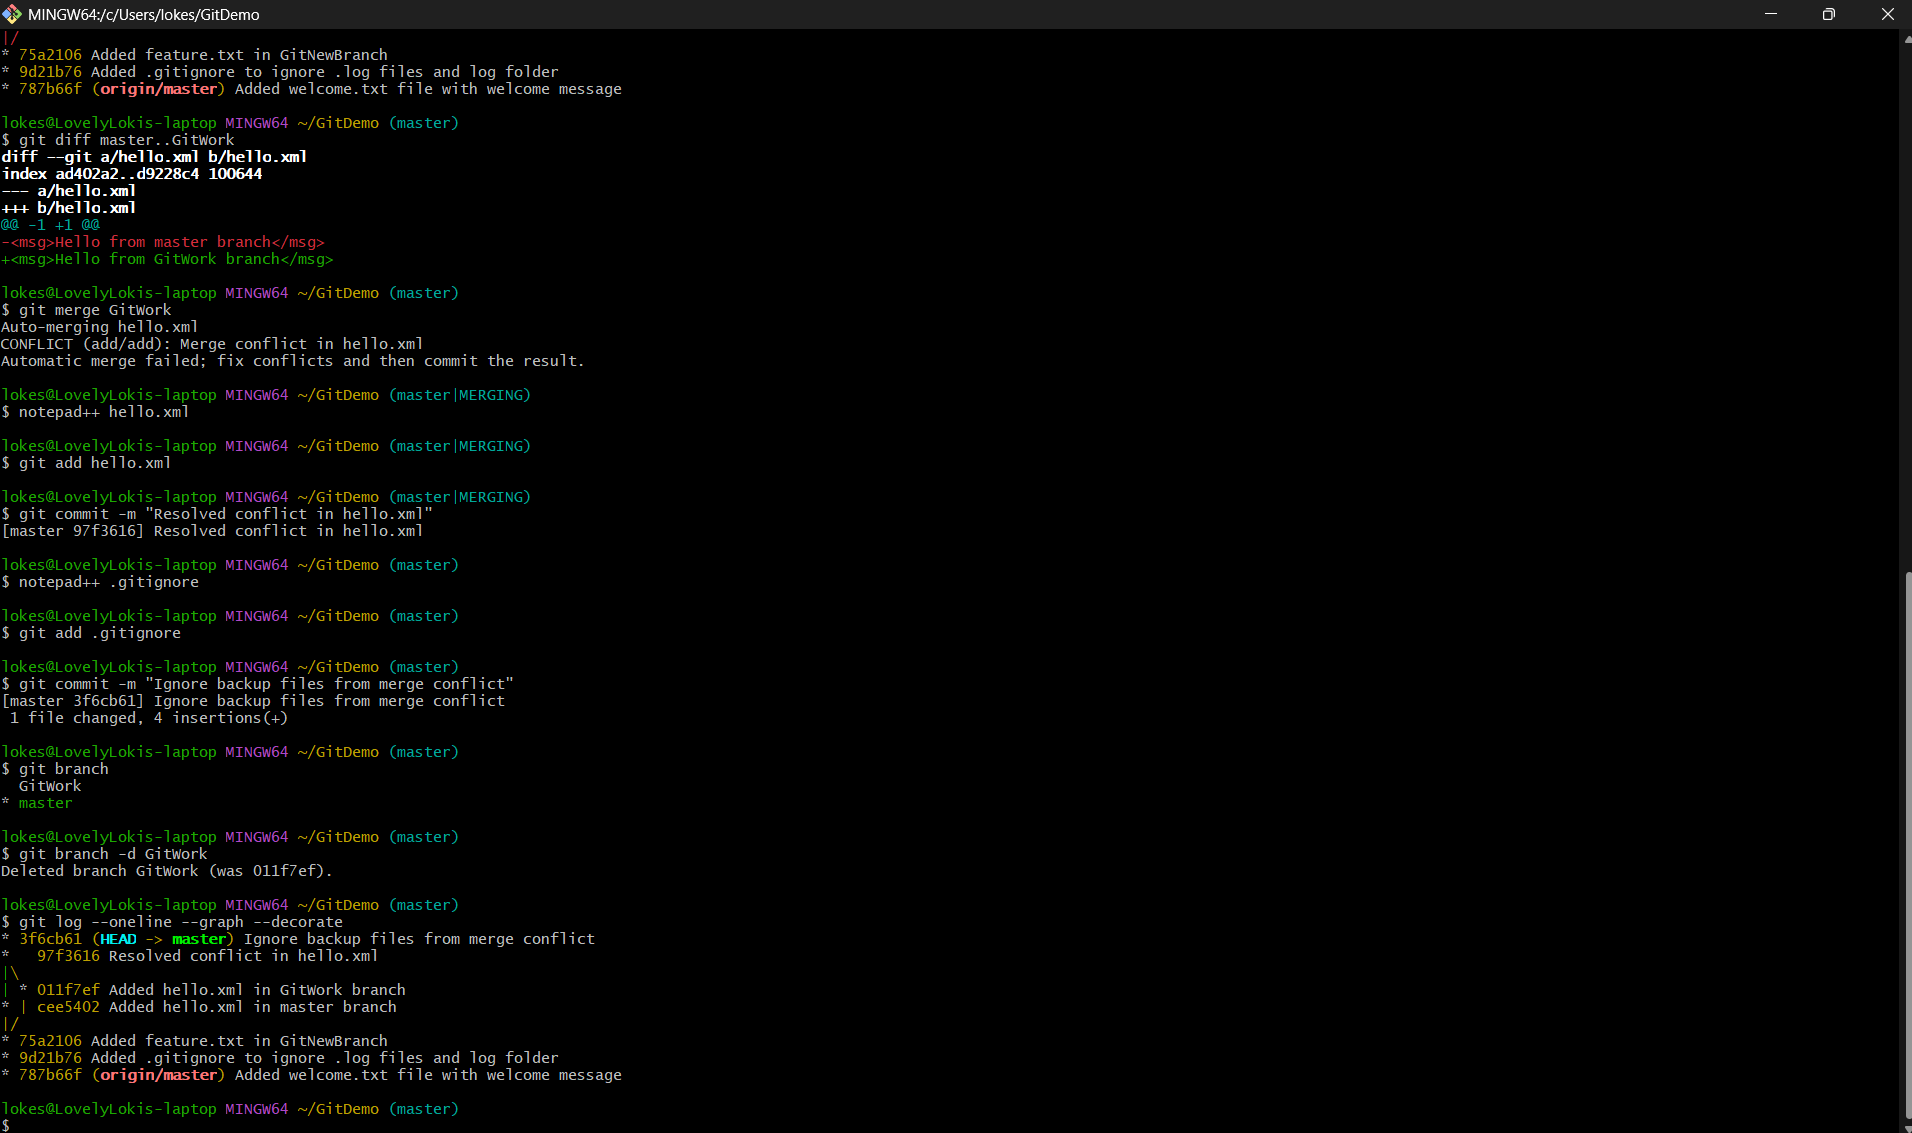 MINGW64:/c/Users/lokes/GitDemo
|/
* 75a2106 Added feature.txt in GitNewBranch
* 9d21b76 Added .gitignore to ignore .log files and log folder
* 787b66f (origin/master) Added welcome.txt file with welcome message
lokes@LovelyLokis-laptop MINGW64 ~/GitDemo (master)
$ git diff master..GitWork
diff --git a/hello.xml b/hello.xml
index ad402a2..d9228c4 100644
--- a/hello.xml
+++ b/hello.xml
@@ -1 +1 @@
-<msg>Hello from master branch</msg>
+<msg>Hello from GitWork branch</msg>
lokes@LovelyLokis-laptop MINGW64 ~/GitDemo (master)
$ git merge GitWork
Auto-merging hello.xml
CONFLICT (add/add): Merge conflict in hello.xml
Automatic merge failed; fix conflicts and then commit the result.
lokes@LovelyLokis-laptop MINGW64 ~/GitDemo (master|MERGING)
$ notepad++ hello.xml
lokes@LovelyLokis-laptop MINGW64 ~/GitDemo (master|MERGING)
$ git add hello.xml
lokes@LovelyLokis-laptop MINGW64 ~/GitDemo (master|MERGING)
$ git commit -m "Resolved conflict in hello.xml"
[master 97f3616] Resolved conflict in hello.xml
lokes@LovelyLokis-laptop MINGW64 ~/GitDemo (master)
$ notepad++ .gitignore
lokes@LovelyLokis-laptop MINGW64 ~/GitDemo (master)
$ git add .gitignore
lokes@LovelyLokis-laptop MINGW64 ~/GitDemo (master)
$ git commit -m "Ignore backup files from merge conflict"
[master 3f6cb61] Ignore backup files from merge conflict
 1 file changed, 4 insertions(+)
lokes@LovelyLokis-laptop MINGW64 ~/GitDemo (master)
$ git branch
  GitWork
* master
lokes@LovelyLokis-laptop MINGW64 ~/GitDemo (master)
$ git branch -d GitWork
Deleted branch GitWork (was 011f7ef).
lokes@LovelyLokis-laptop MINGW64 ~/GitDemo (master)
$ git log --oneline --graph --decorate
* 3f6cb61 (HEAD -> master) Ignore backup files from merge conflict
*   97f3616 Resolved conflict in hello.xml
|\
| * 011f7ef Added hello.xml in GitWork branch
* | cee5402 Added hello.xml in master branch
|/
* 75a2106 Added feature.txt in GitNewBranch
* 9d21b76 Added .gitignore to ignore .log files and log folder
* 787b66f (origin/master) Added welcome.txt file with welcome message
lokes@LovelyLokis-laptop MINGW64 ~/GitDemo (master)
$